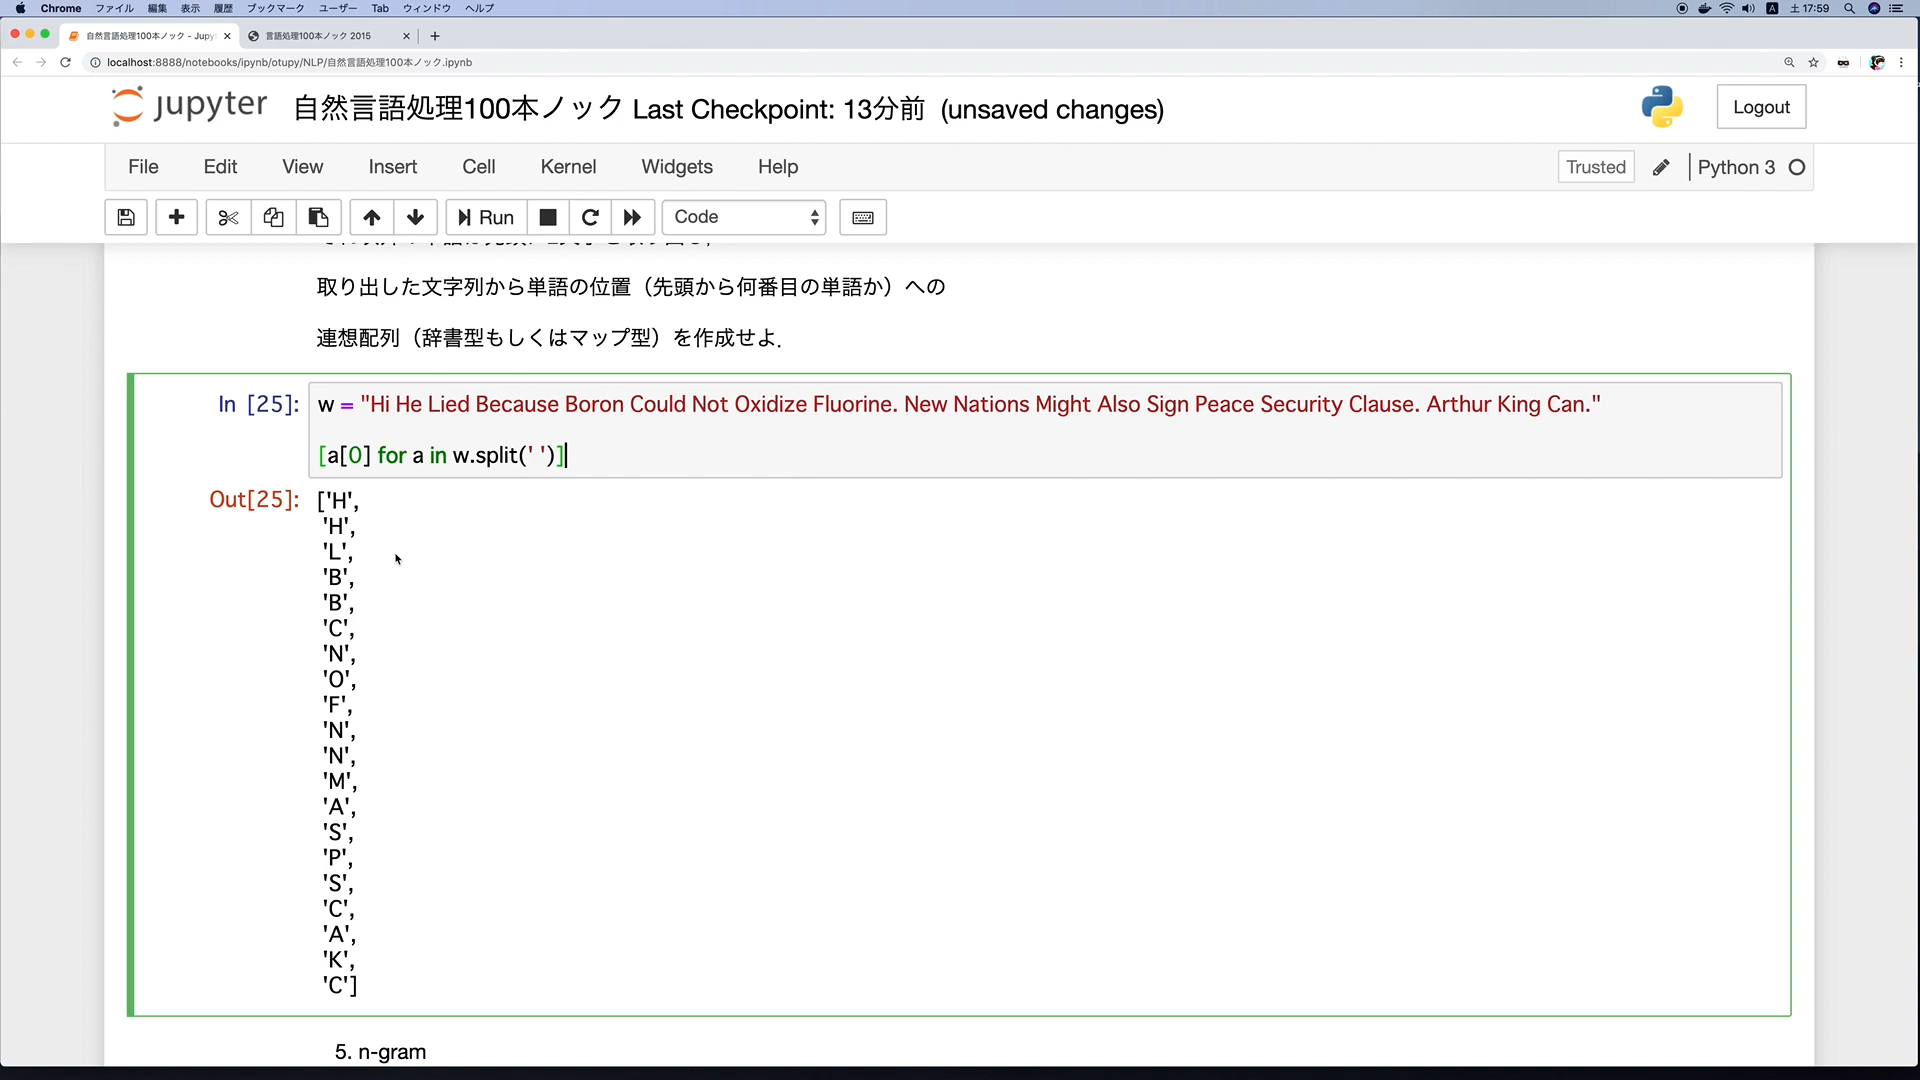 Chrome ファイル 編集 表示 履歴 ブックマーク ユーザー Tab ウィンドウ ヘルプ A 土 17:59
自然言語処理100本ノック - Jupy 言語処理100本ノック 2015
localhost:8888/notebooks/ipynb/otupy/NLP/自然言語処理100本ノック.ipynb
jupyter 自然言語処理100本ノック Last Checkpoint: 13分前 (unsaved changes) Logout
File Edit View Insert Cell Kernel Widgets Help Trusted Python 3
Run Code
取り出した文字列から単語の位置（先頭から何番目の単語か）への
連想配列（辞書型もしくはマップ型）を作成せよ．
In [25]: w = "Hi He Lied Because Boron Could Not Oxidize Fluorine. New Nations Might Also Sign Peace Security Clause. Arthur King Can."
[a[0] for a in w.split(' ')]
Out[25]: ['H',
'H',
'L',
'B',
'B',
'C',
'N',
'O',
'F',
'N',
'N',
'M',
'A',
'S',
'P',
'S',
'C',
'A',
'K',
'C']
5. n-gram